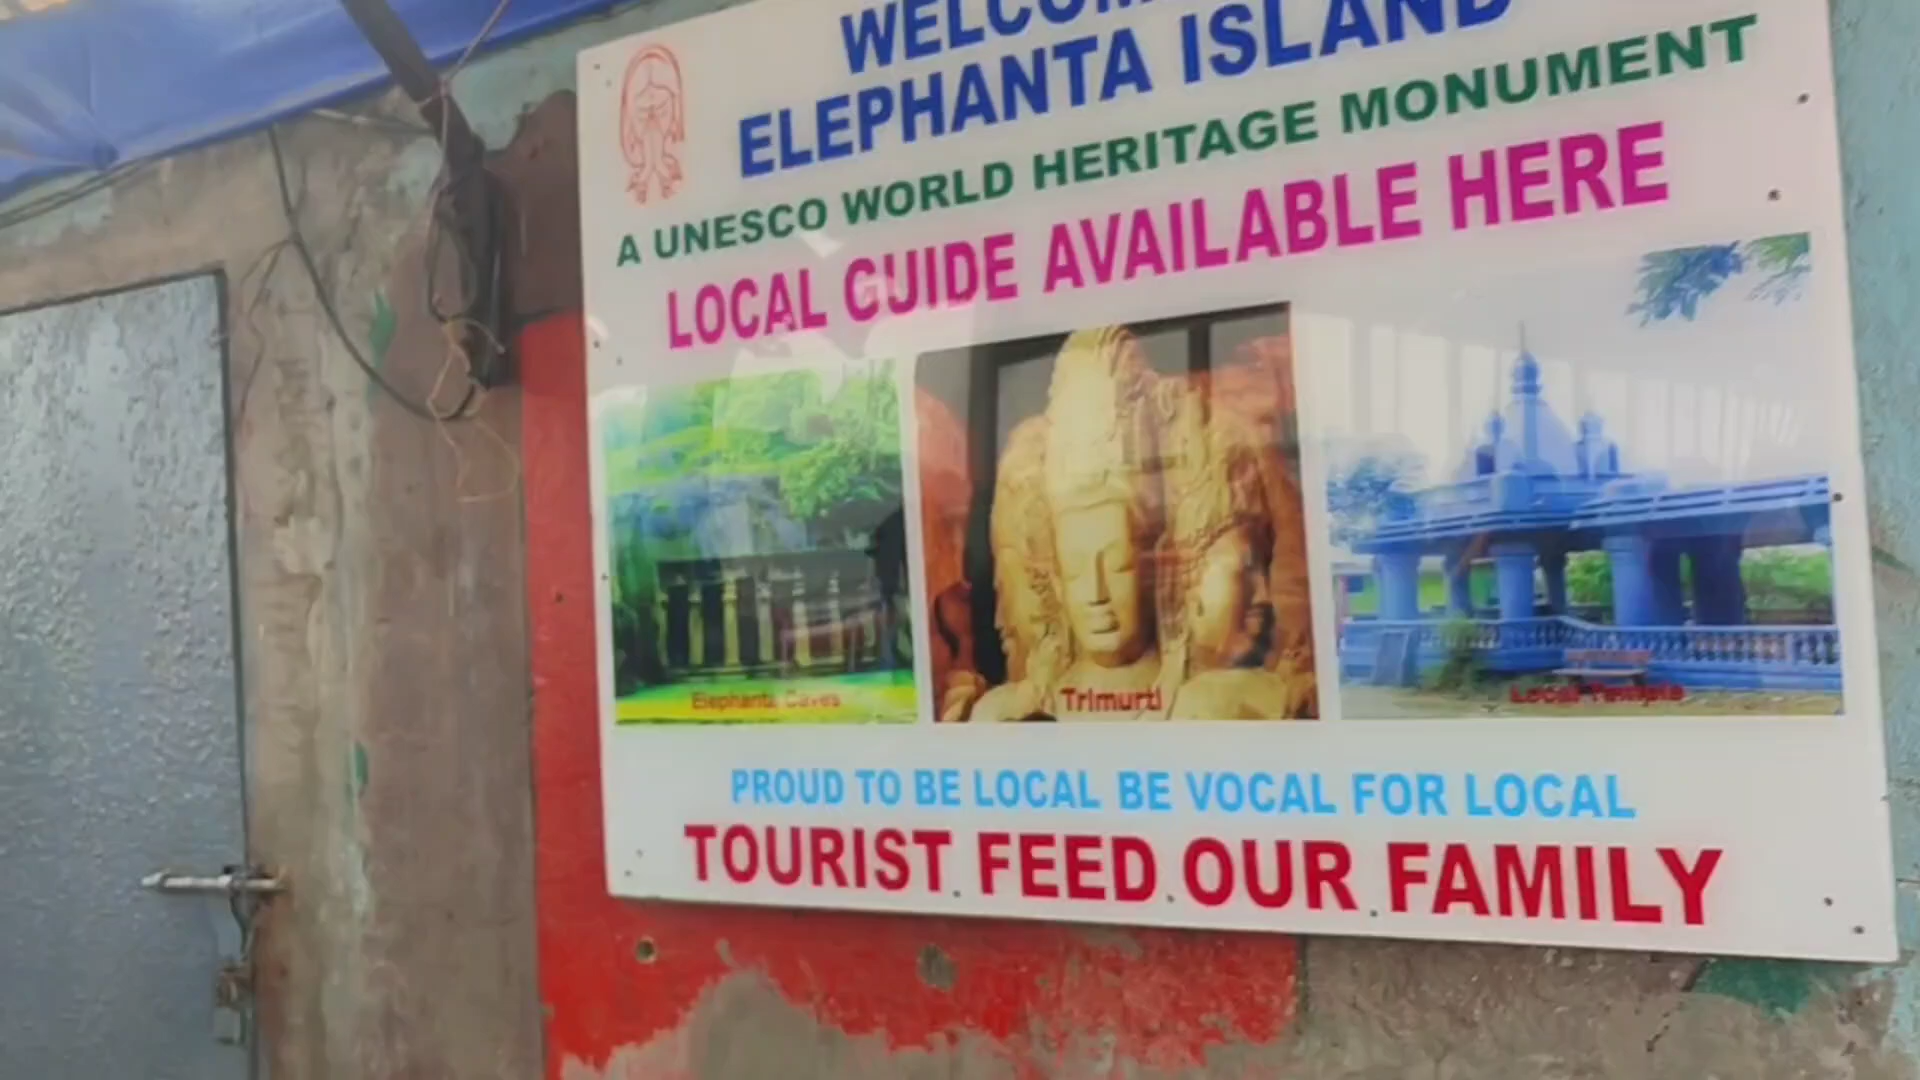 WELCOM
ELEPHANTA ISLAND
A UNESCO WORLD HERITAGE MONUMENT
LOCAL GUIDE AVAILABLE HERE
Elephanta Caves
Trimurti
Local Temple
PROUD TO BE LOCAL BE VOCAL FOR LOCAL
TOURIST FEED OUR FAMILY